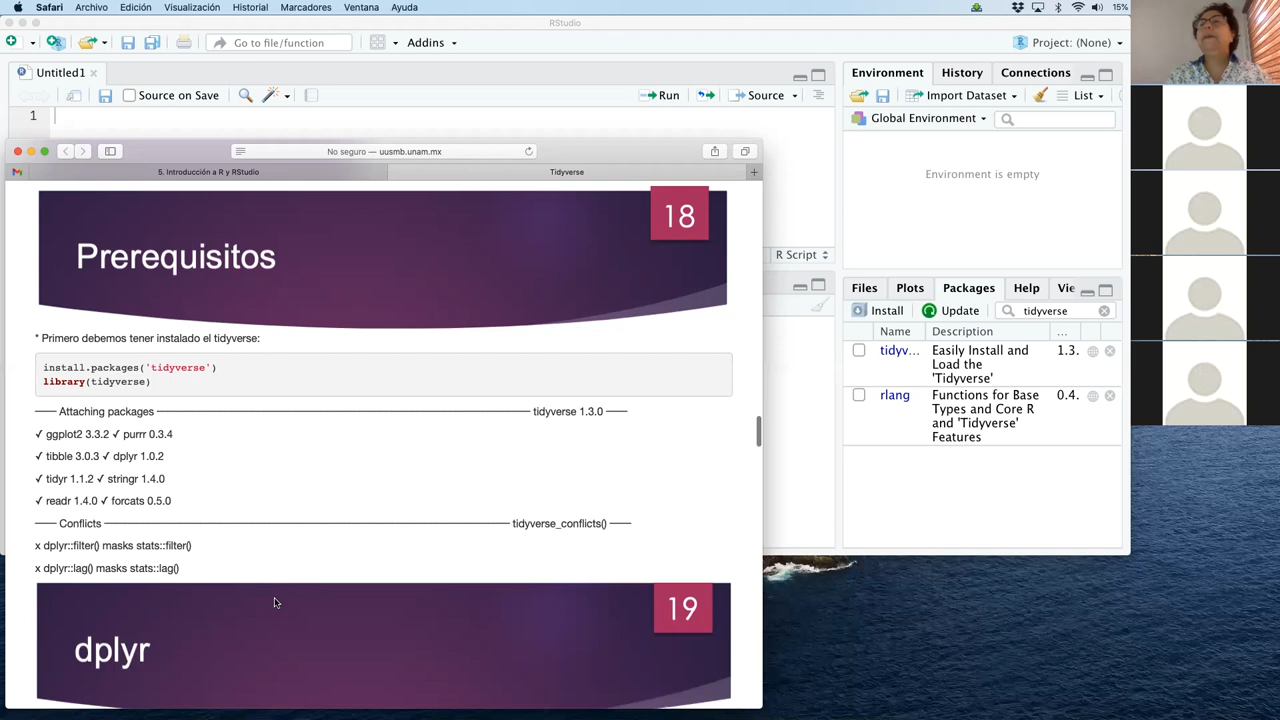 Safari Archivo Edición Visualización Historial Marcadores Ventana Ayuda 15%
RStudio
Go to file/function Addins Project: (None)
Untitled1
Source on Save Run Source
1
R Script
Environment History Connections
Import Dataset List
Global Environment
Environment is empty
Files Plots Packages Help Vie
Install Update tidyverse
Name Description ...
tidyv... Easily Install and 1.3.
Load the
'Tidyverse'
rlang Functions for Base 0.4.
Types and Core R
and 'Tidyverse'
Features
No seguro — uusmb.unam.mx
5. Introducción a R y RStudio Tidyverse
18
Prerequisitos
* Primero debemos tener instalado el tidyverse:
install.packages('tidyverse')
library(tidyverse)
—— Attaching packages —————————— tidyverse 1.3.0 ——
✓ ggplot2 3.3.2 ✓ purrr 0.3.4
✓ tibble 3.0.3 ✓ dplyr 1.0.2
✓ tidyr 1.1.2 ✓ stringr 1.4.0
✓ readr 1.4.0 ✓ forcats 0.5.0
—— Conflicts —————————— tidyverse_conflicts() ——
x dplyr::filter() masks stats::filter()
x dplyr::lag() masks stats::lag()
19
dplyr